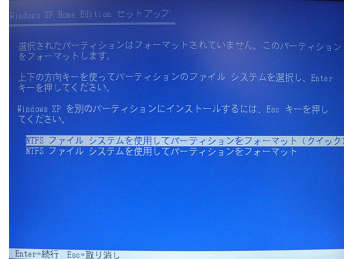 Windows XP Home Edition セットアップ
選択されたパーティションはフォーマットされていません。このパーティション
をフォーマットします。
上下の方向キーを使ってパーティションのファイル システムを選択し、Enter
キーを押してください。
Windows XP を別のパーティションにインストールするには、Esc キーを押し
てください。
NTFS ファイル システムを使用してパーティションをフォーマット (クイック)
NTFS ファイル システムを使用してパーティションをフォーマット
Enter=続行 Esc=取り消し